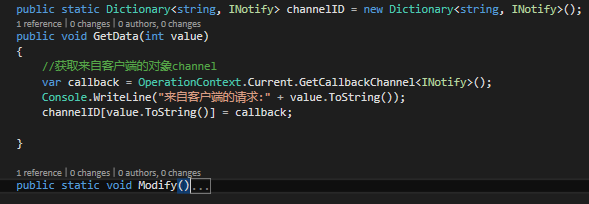 public static Dictionary<string, INotify> channelID = new Dictionary<string, INotify>();
1 reference | 0 changes | 0 authors, 0 changes
public void GetData(int value)
{
//获取来自客户端的对象channel
var callback = OperationContext.Current.GetCallbackChannel<INotify>();
Console.WriteLine("来自客户端的请求:" + value.ToString());
channelID[value.ToString()] = callback;
}
1 reference | 0 changes | 0 authors, 0 changes
public static void Modify()...